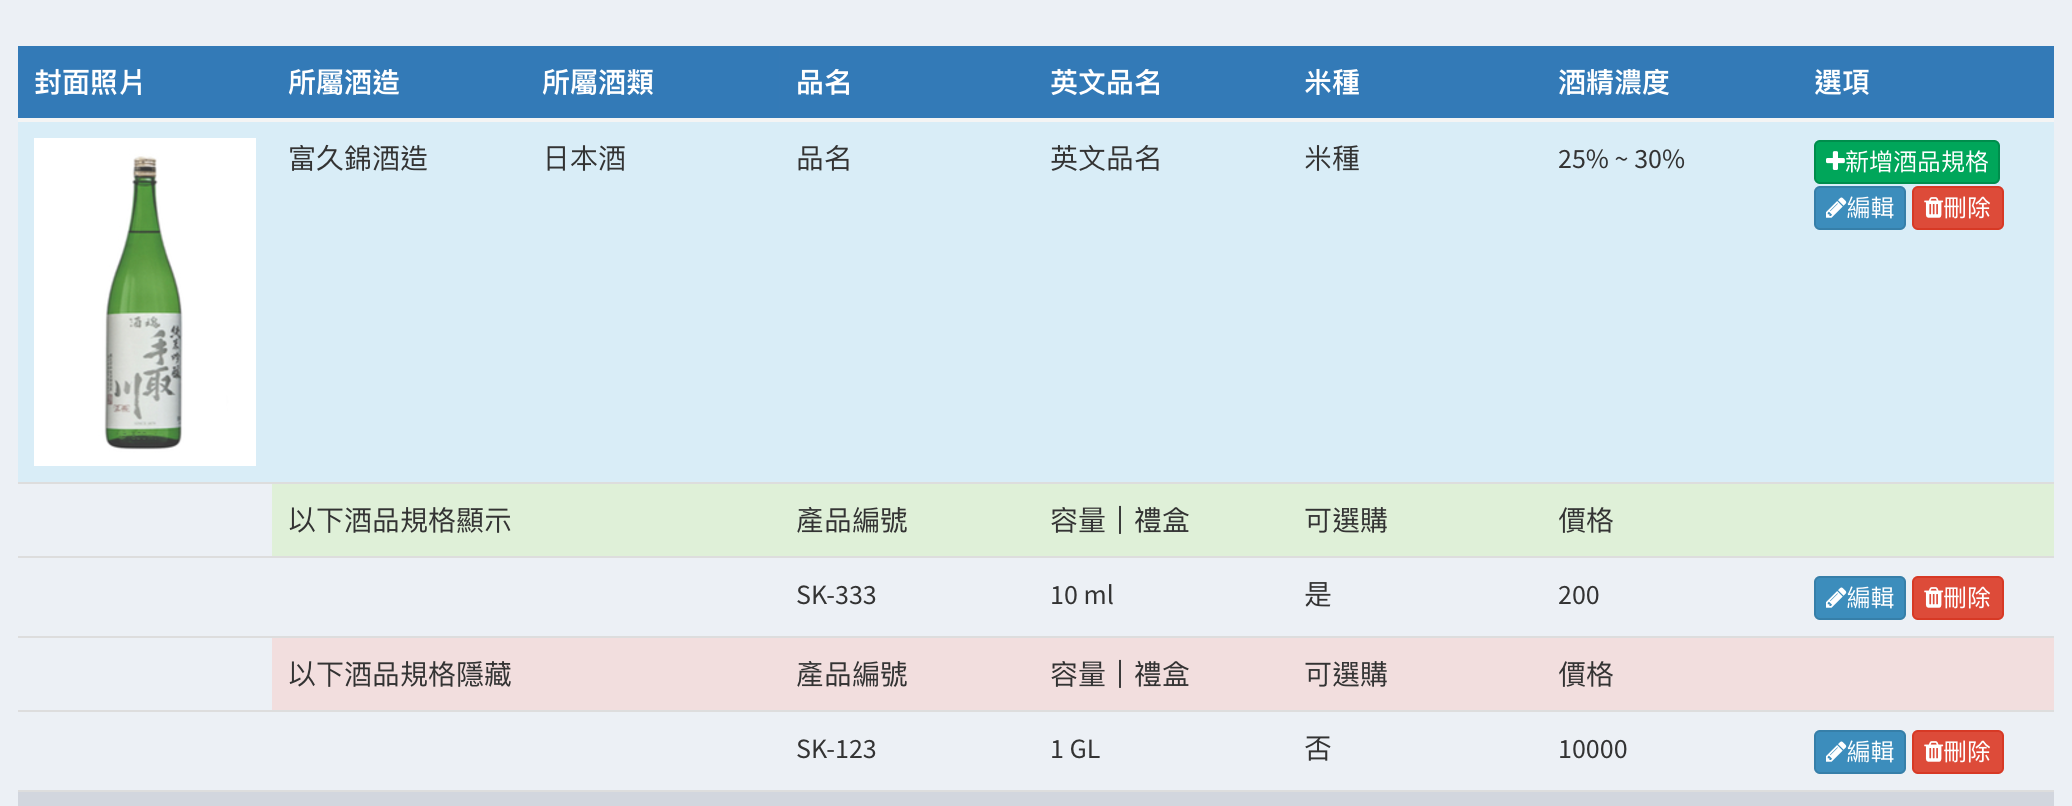 封面照片 所屬酒造 所屬酒類 品名 英文品名 米種 酒精濃度 選項
富久錦酒造 日本酒 品名 英文品名 米種 25% ~ 30% 新增酒品規格
編輯 刪除
酒魂
純米吟醸
手取川
以下酒品規格顯示 產品編號 容量｜禮盒 可選購 價格
SK-333 10 ml 是 200 編輯 刪除
以下酒品規格隱藏 產品編號 容量｜禮盒 可選購 價格
SK-123 1 GL 否 10000 編輯 刪除